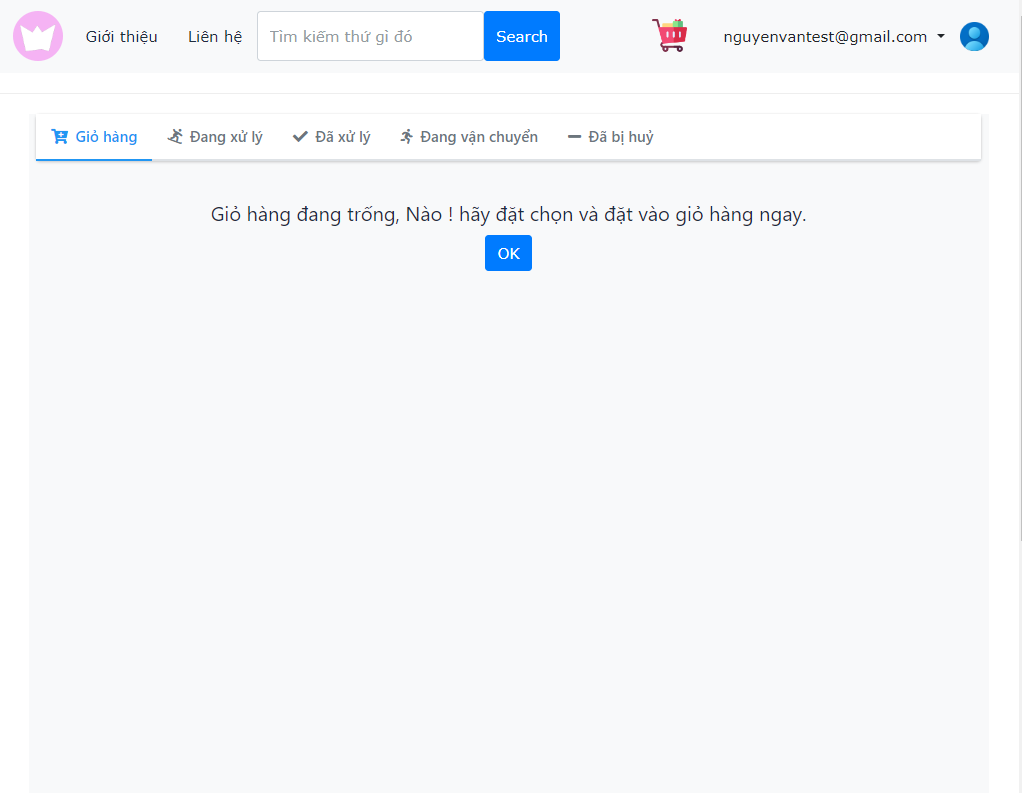 Giới thiệu Liên hệ Tìm kiếm thứ gì đó Search nguyenvantest@gmail.com
Giỏ hàng Đang xử lý Đã xử lý Đang vận chuyển Đã bị huỷ
Giỏ hàng đang trống, Nào ! hãy đặt chọn và đặt vào giỏ hàng ngay.
OK